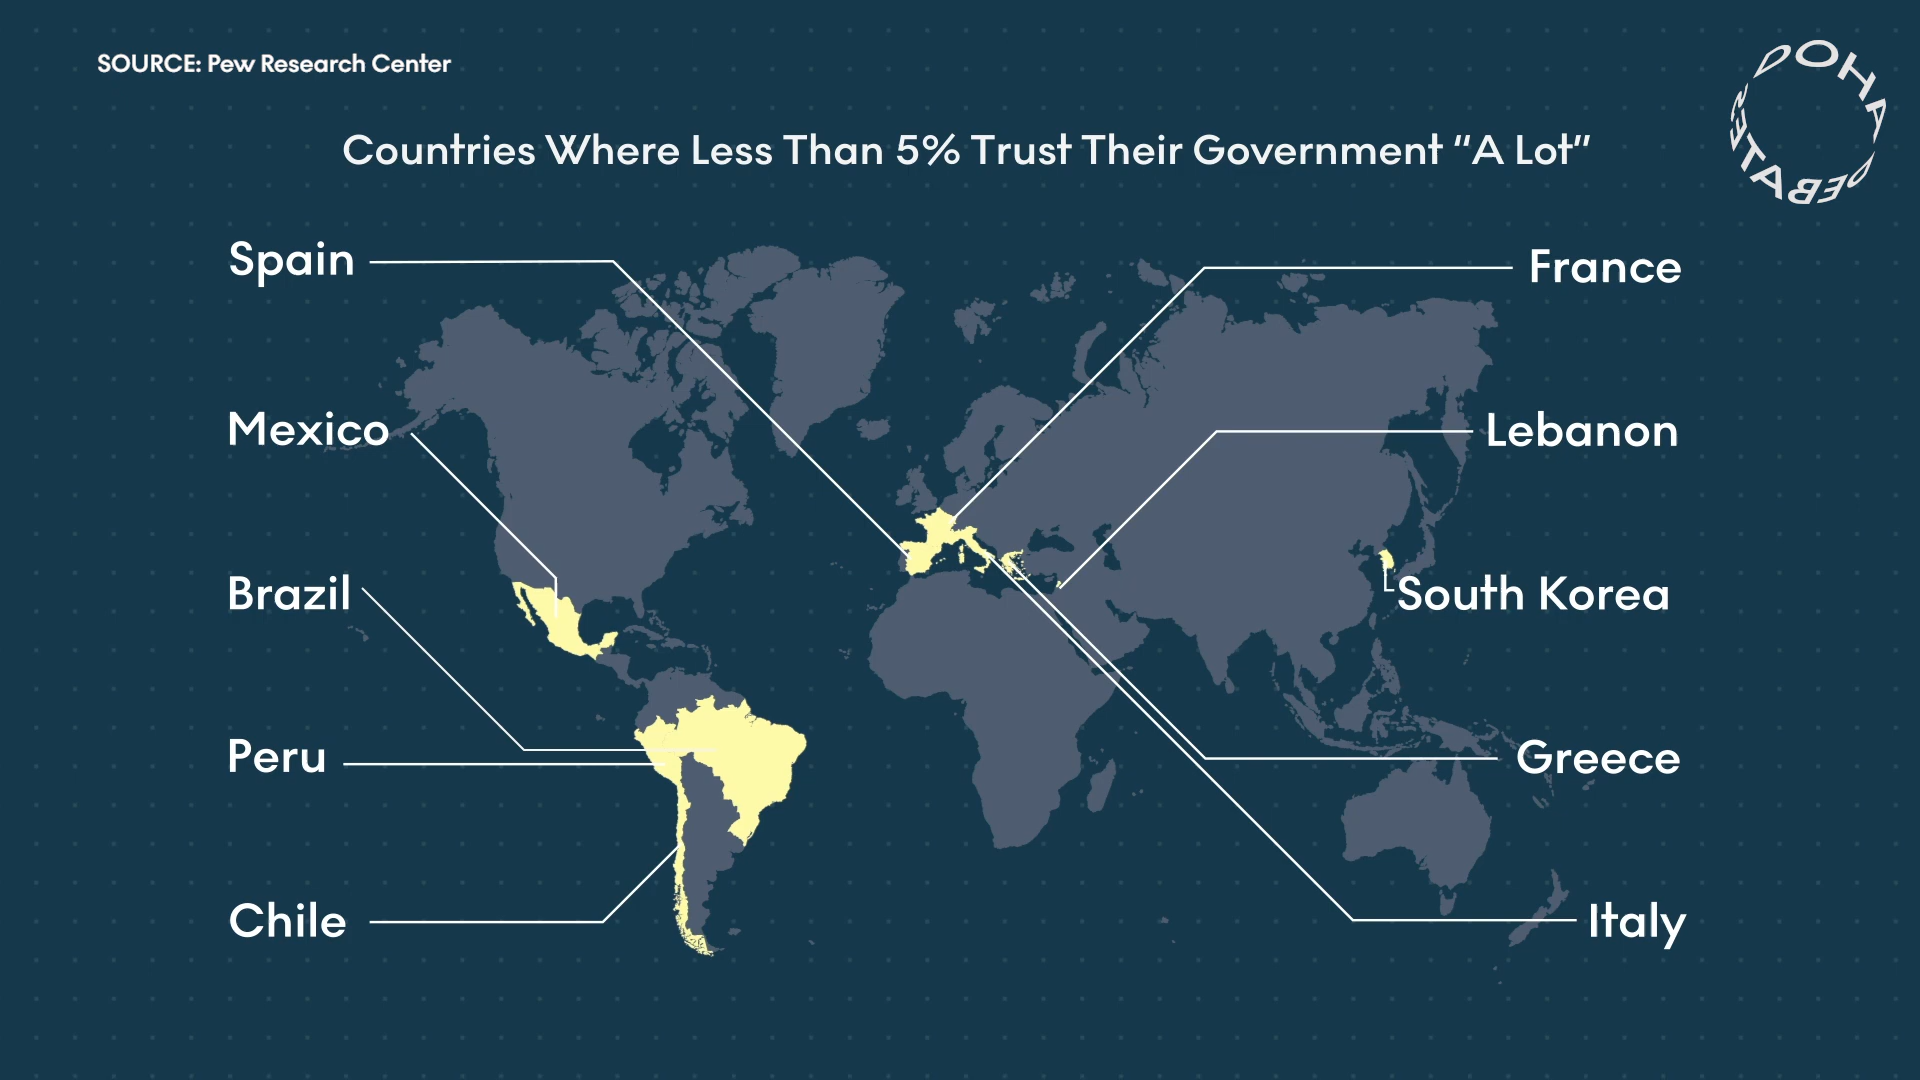 SOURCE: Pew Research Center
DOHA DEBATES
Countries Where Less Than 5% Trust Their Government “A Lot”
Spain
Mexico
Brazil
Peru
Chile
France
Lebanon
South Korea
Greece
Italy